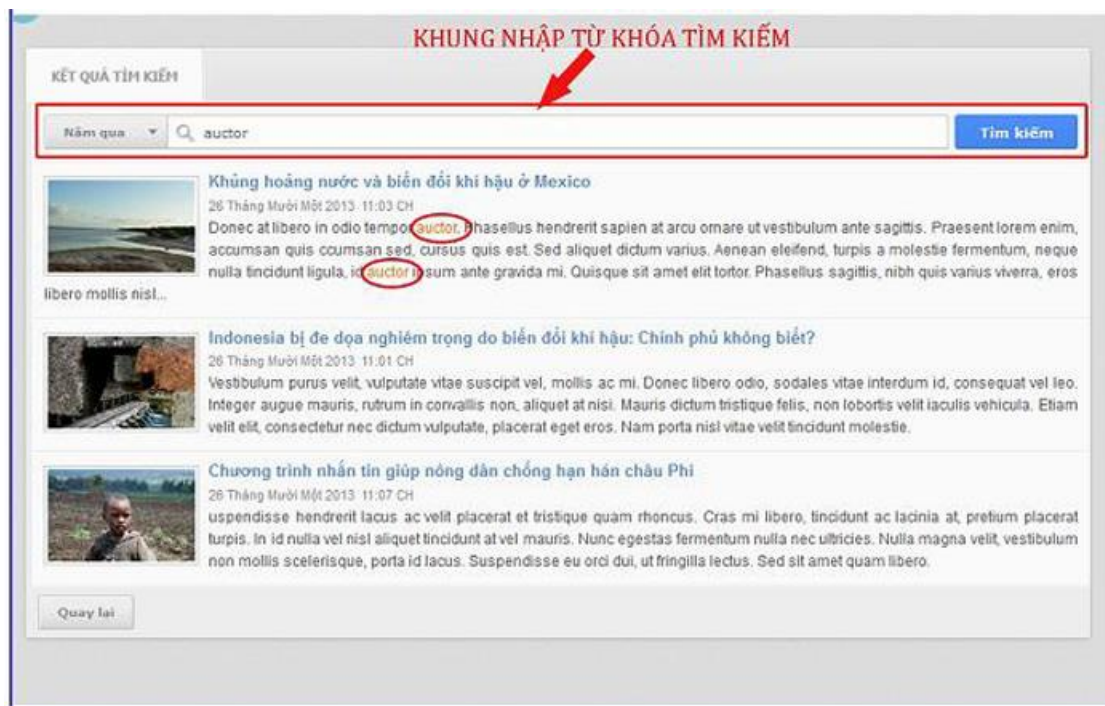 KHUNG NHẬP TỪ KHÓA TÌM KIẾM
KẾT QUẢ TÌM KIẾM
Năm qua auctor Tìm kiếm
Khủng hoảng nước và biến đổi khí hậu ở Mexico
26 Tháng Mười Một 2013 11:03 CH
Donec at libero in odio tempor auctor. Phasellus hendrerit sapien at arcu ornare ut vestibulum ante sagittis. Praesent lorem enim,
accumsan quis ccumsan sed, cursus quis est. Sed aliquet dictum varius. Aenean eleifend, turpis a molestie fermentum, neque
nulla tincidunt ligula, id auctor ipsum ante gravida mi. Quisque sit amet elit tortor. Phasellus sagittis, nibh quis varius viverra, eros
libero mollis nisl...
Indonesia bị đe dọa nghiêm trọng do biến đổi khí hậu: Chính phủ không biết?
26 Tháng Mười Một 2013 11:01 CH
Vestibulum purus velit, vulputate vitae suscipit vel, mollis ac mi. Donec libero odio, sodales vitae interdum id, consequat vel leo.
Integer augue mauris, rutrum in convallis non, aliquet at nisi. Mauris dictum tristique felis, non lobortis velit iaculis vehicula. Etiam
velit elit, consectetur nec dictum vulputate, placerat eget eros. Nam porta nisl vitae velit tincidunt molestie.
Chương trình nhắn tin giúp nông dân chống hạn hán châu Phi
26 Tháng Mười Một 2013 11:07 CH
uspendisse hendrerit lacus ac velit placerat et tristique quam rhoncus. Cras mi libero, tincidunt ac lacinia at, pretium placerat
turpis. In id nulla vel nisl aliquet tincidunt at vel mauris. Nunc egestas fermentum nulla nec ultricies. Nulla magna velit, vestibulum
non mollis scelerisque, porta id lacus. Suspendisse eu orci dui, ut fringilla lectus. Sed sit amet quam libero.
Quay lại